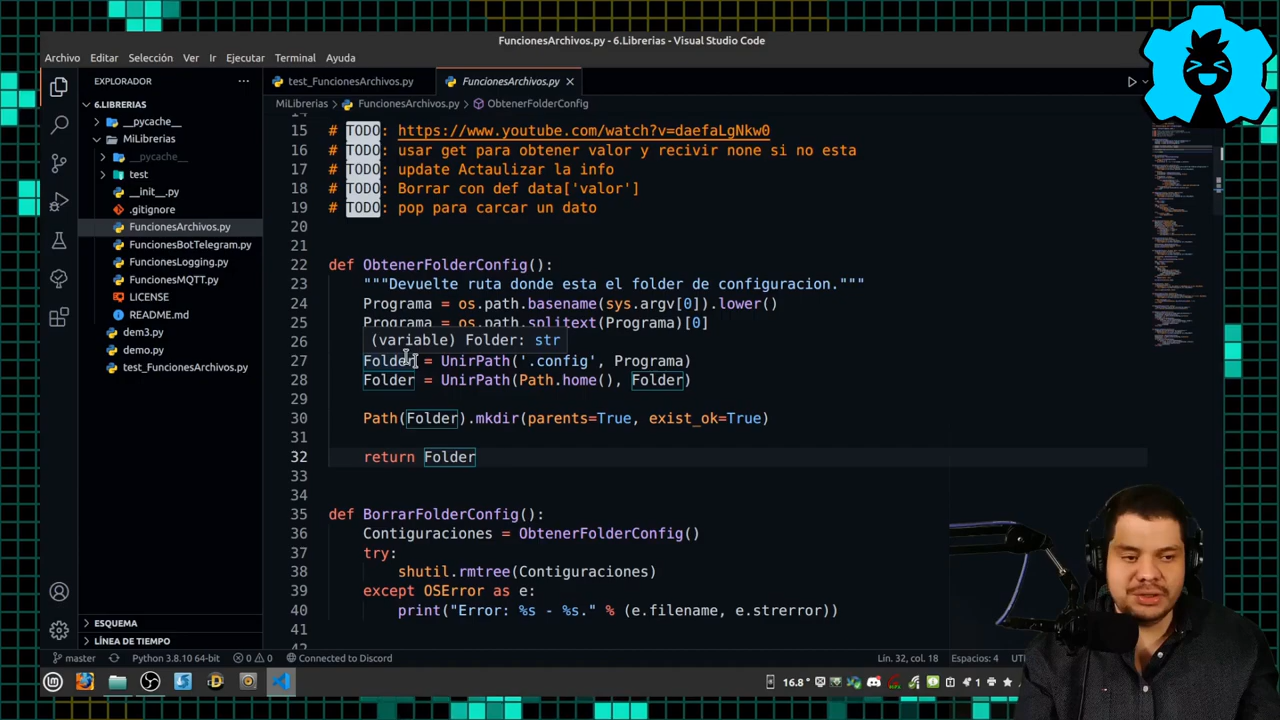 FuncionesArchivos.py - 6.Librerias - Visual Studio Code
Archivo Editar Selección Ver Ir Ejecutar Terminal Ayuda
EXPLORADOR
test_FuncionesArchivos.py
FuncionesArchivos.py
MiLibrerias > FuncionesArchivos.py > ObtenerFolderConfig
6.LIBRERIAS
__pycache__
MiLibrerias
__pycache__
test
__init__.py
.gitignore
FuncionesArchivos.py
FuncionesBotTelegram.py
FuncionesLogging.py
FuncionesMQTT.py
LICENSE
README.md
dem3.py
demo.py
test_FuncionesArchivos.py
ESQUEMA
LÍNEA DE TIEMPO
15 # TODO: https://www.youtube.com/watch?v=daefaLgNkw0
16 # TODO: usar get para obtener valor y recivir none si no esta
17 # TODO: update Actaulizar la info
18 # TODO: Borrar con def data['valor']
19 # TODO: pop para carcar un dato
20
21
22 def ObtenerFolderConfig():
23 """Devuelte ruta donde esta el folder de configuracion."""
24 Programa = os.path.basename(sys.argv[0]).lower()
25 Programa = os.path.splitext(Programa)[0]
26 (variable) Folder: str
27 Folder = UnirPath('.config', Programa)
28 Folder = UnirPath(Path.home(), Folder)
29
30 Path(Folder).mkdir(parents=True, exist_ok=True)
31
32 return Folder
33
34
35 def BorrarFolderConfig():
36 Contiguraciones = ObtenerFolderConfig()
37 try:
38 shutil.rmtree(Contiguraciones)
39 except OSError as e:
40 print("Error: %s - %s." % (e.filename, e.strerror))
41
master Python 3.8.10 64-bit 0 0 Connected to Discord Lín. 32, col. 18 Espacios: 4
16.8°